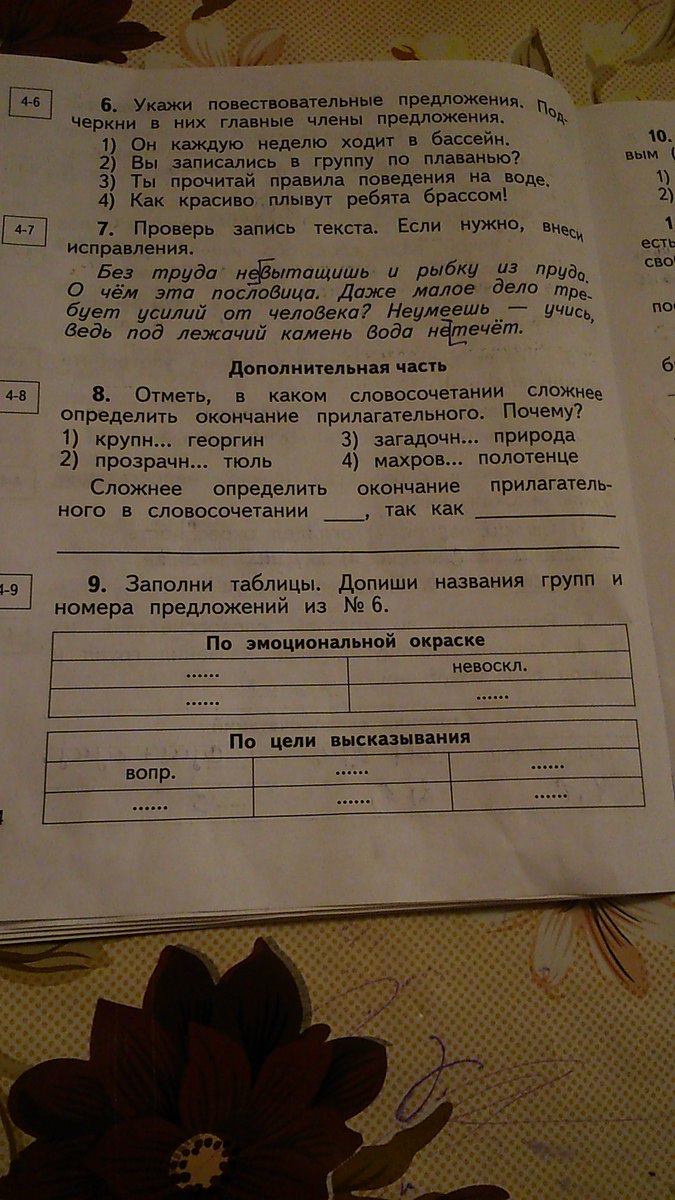 4-6
6. Укажи повествовательные предложения. Под-
черкни в них главные члены предложения.
1) Он каждую неделю ходит в бассейн.
2) Вы записались в группу по плаванью?
3) Ты прочитай правила поведения на воде.
4) Как красиво плывут ребята брассом!
4-7
7. Проверь запись текста. Если нужно, внеси
исправления.
Без труда невытащишь и рыбку из пруда.
О чём эта пословица. Даже малое дело тре-
бует усилий от человека? Неумеешь — учись,
ведь под лежачий камень вода нетечёт.
Дополнительная часть
4-8
8. Отметь, в каком словосочетании сложнее
определить окончание прилагательного. Почему?
1) крупн... георгин 3) загадочн... природа
2) прозрачн... тюль 4) махров... полотенце
Сложнее определить окончание прилагатель-
ного в словосочетании ____, так как ____________
4-9
9. Заполни таблицы. Допиши названия групп и
номера предложений из № 6.
По эмоциональной окраске
...... невоскл.
...... ......
По цели высказывания
вопр. ...... ......
...... ...... ......
10.
вым (
1)
2)
1
есть
сво
по
б